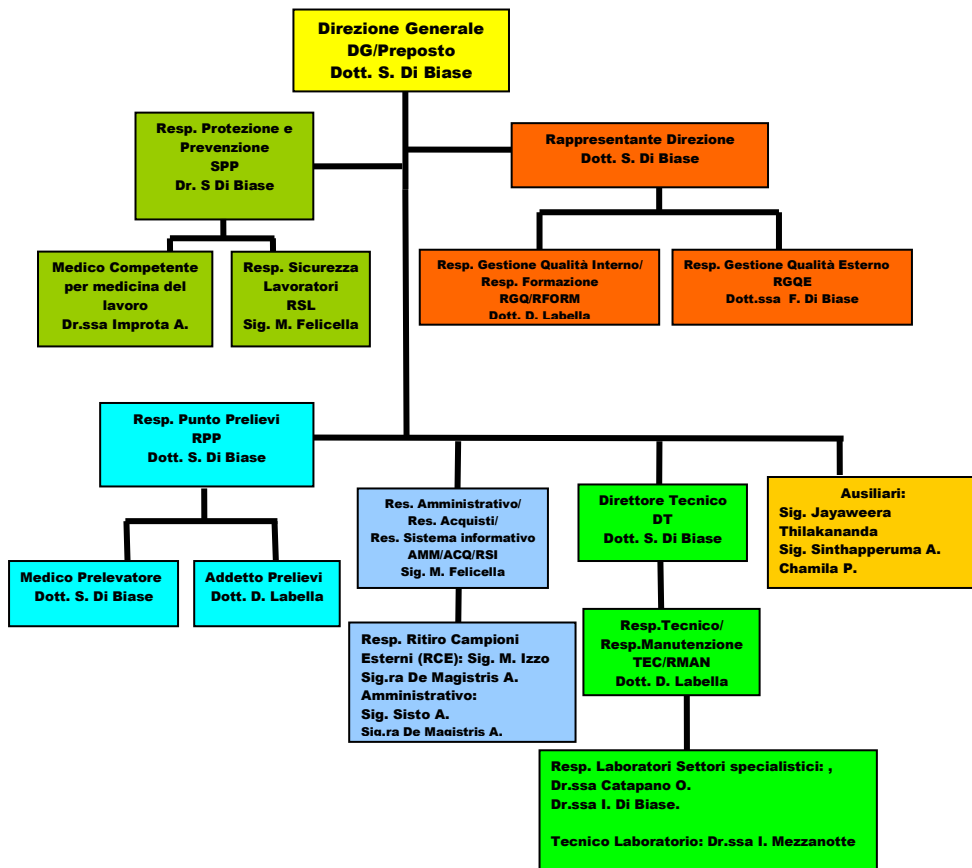 Direzione Generale
DG/Preposto
Dott. S. Di Biase
Resp. Protezione e
Prevenzione
SPP
Dr. S Di Biase
Rappresentante Direzione
Dott. S. Di Biase
Medico Competente
per medicina del
lavoro
Dr.ssa Improta A.
Resp. Sicurezza
Lavoratori
RSL
Sig. M. Felicella
Resp. Gestione Qualità Interno/
Resp. Formazione
RGQ/RFORM
Dott. D. Labella
Resp. Gestione Qualità Esterno
RGQE
Dott.ssa F. Di Biase
Resp. Punto Prelievi
RPP
Dott. S. Di Biase
Res. Amministrativo/
Res. Acquisti/
Res. Sistema informativo
AMM/ACQ/RSI
Sig. M. Felicella
Direttore Tecnico
DT
Dott. S. Di Biase
Ausiliari:
Sig. Jayaweera
Thilakananda
Sig. Sinthapperuma A.
Chamila P.
Medico Prelevatore
Dott. S. Di Biase
Addetto Prelievi
Dott. D. Labella
Resp. Ritiro Campioni
Esterni (RCE): Sig. M. Izzo
Sig.ra De Magistris A.
Amministrativo:
Sig. Sisto A.
Sig.ra De Magistris A.
Resp.Tecnico/
Resp.Manutenzione
TEC/RMAN
Dott. D. Labella
Resp. Laboratori Settori specialistici: ,
Dr.ssa Catapano O.
Dr.ssa I. Di Biase.
Tecnico Laboratorio: Dr.ssa I. Mezzanotte